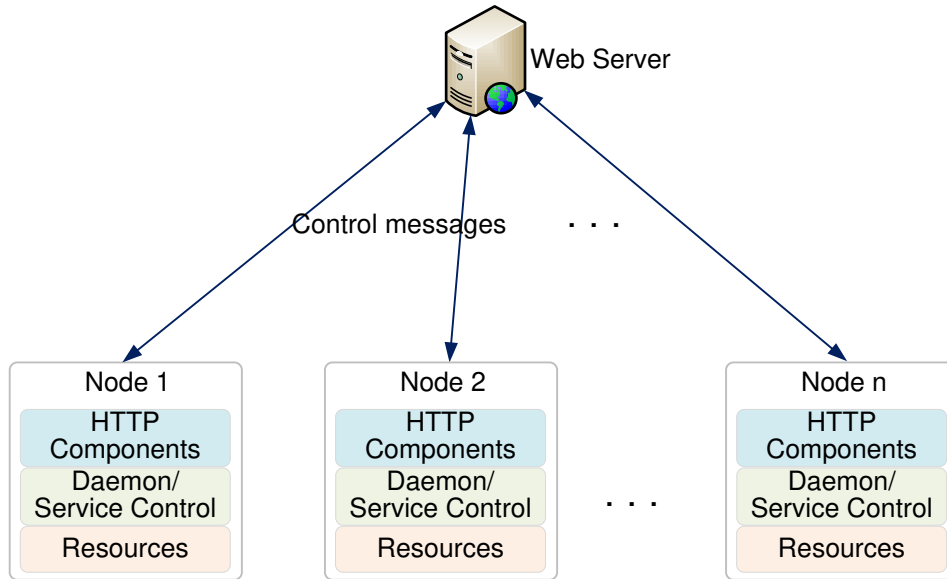 Web Server
Control messages
. . .
Node 1
HTTP
Components
Daemon/
Service Control
Resources
Node 2
HTTP
Components
Daemon/
Service Control
Resources
. . .
Node n
HTTP
Components
Daemon/
Service Control
Resources